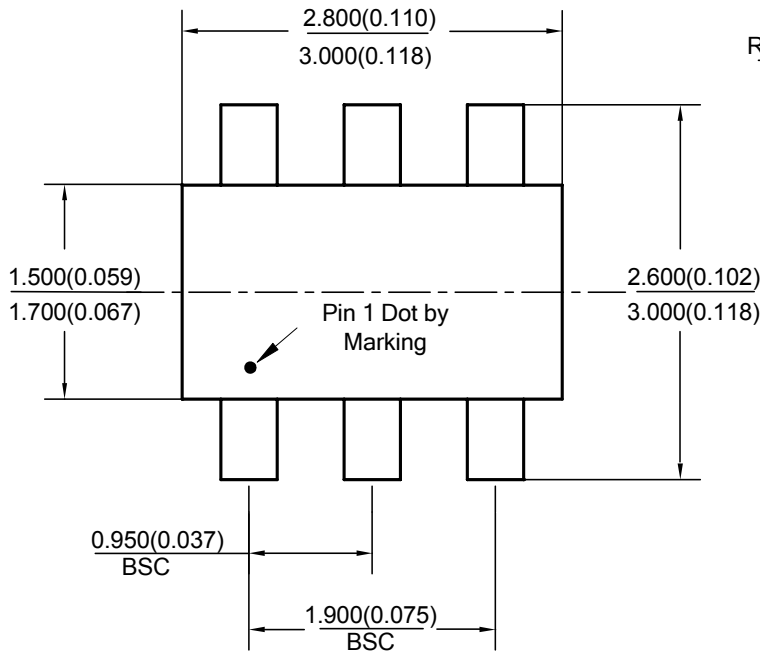 2.800(0.110)
3.000(0.118)
R
1.500(0.059)
1.700(0.067)
2.600(0.102)
3.000(0.118)
Pin 1 Dot by
Marking
0.950(0.037)
BSC
1.900(0.075)
BSC